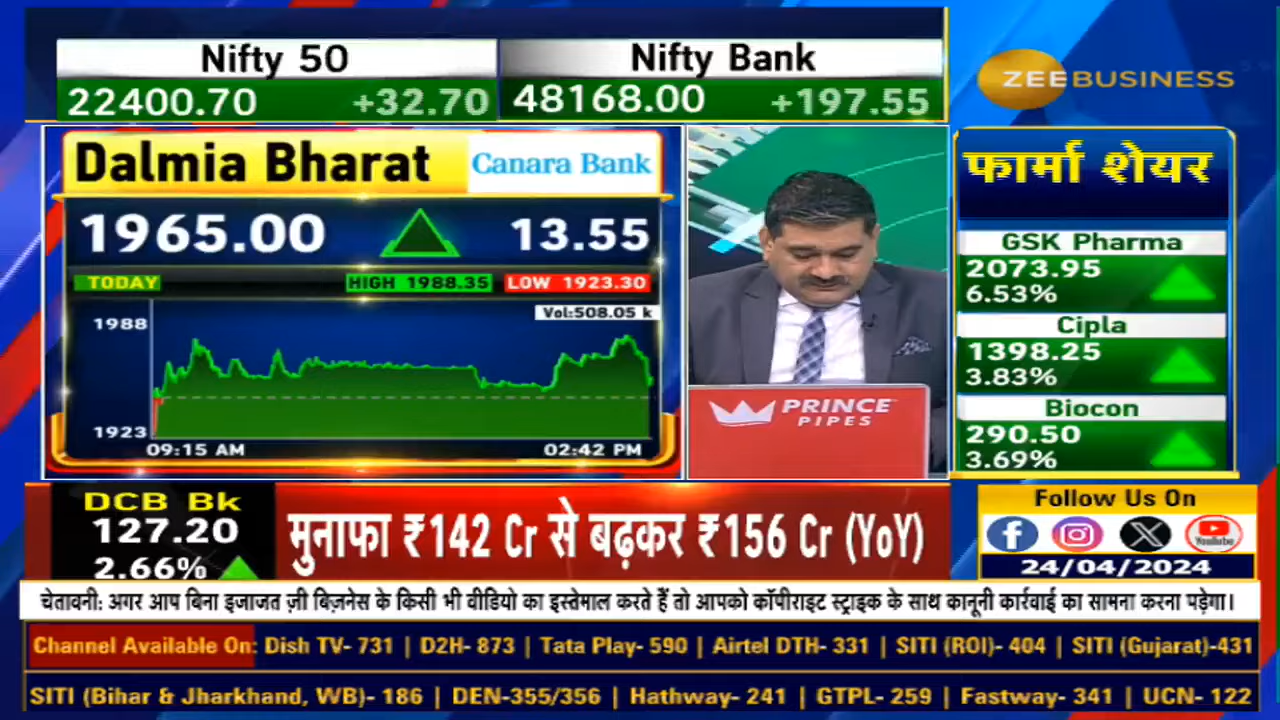 Nifty 50
22400.70 +32.70
Nifty Bank
48168.00 +197.55
ZEEBUSINESS
Dalmia Bharat
Canara Bank
1965.00 13.55
TODAY HIGH 1988.35 LOW 1923.30
Vol:508.05 k
1988
1923
09:15 AM 02:42 PM
PRINCE
PIPES
फार्मा शेयर
GSK Pharma
2073.95
6.53%
Cipla
1398.25
3.83%
Biocon
290.50
3.69%
DCB Bk
127.20
2.66%
मुनाफा ₹142 Cr से बढ़कर ₹156 Cr (YoY)
Follow Us On
YouTube
24/04/2024
चेतावनी: अगर आप बिना इजाजत ज़ी बिज़नेस के किसी भी वीडियो का इस्तेमाल करते हैं तो आपको कॉपीराइट स्ट्राइक के साथ कानूनी कार्रवाई का सामना करना पड़ेगा।
Channel Available On: Dish TV- 731 | D2H- 873 | Tata Play- 590 | Airtel DTH- 331 | SITI (ROI)- 404 | SITI (Gujarat)-431
SITI (Bihar & Jharkhand, WB)- 186 | DEN-355/356 | Hathway- 241 | GTPL- 259 | Fastway- 341 | UCN- 122